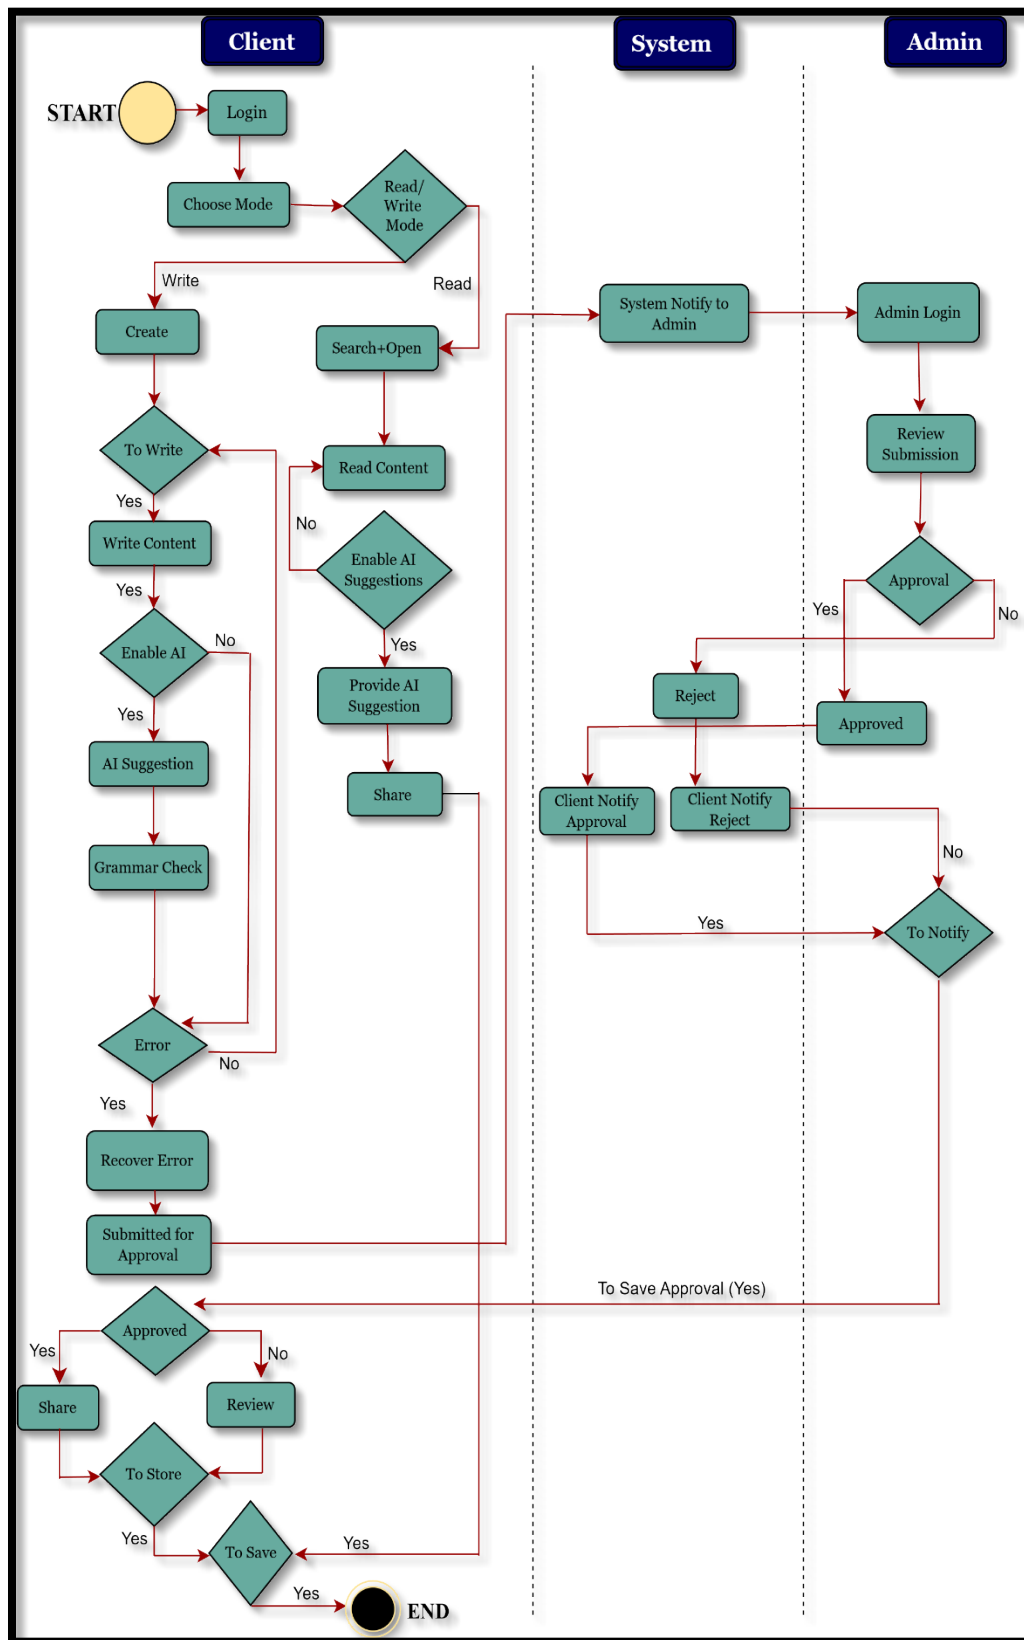 Client
System
Admin
START
Login
Choose Mode
Read/
Write
Mode
Write
Read
Create
Search+Open
System Notify to
Admin
Admin Login
To Write
Read Content
Review
Submission
Yes
No
Write Content
Enable AI
Suggestions
Approval
Yes
Yes
No
Enable AI
No
Yes
Provide AI
Suggestion
Reject
Approved
Yes
AI Suggestion
Share
Client Notify
Approval
Client Notify
Reject
Grammar Check
No
Yes
To Notify
Error
No
Yes
Recover Error
Submitted for
Approval
To Save Approval (Yes)
Approved
Yes
No
Share
Review
To Store
Yes
To Save
Yes
Yes
END